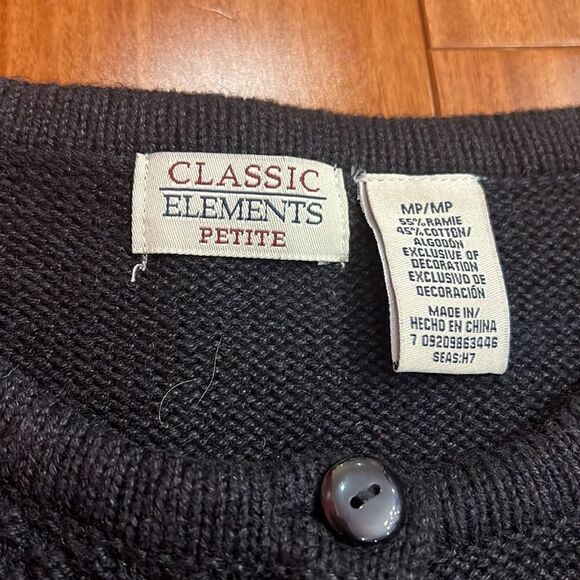 CLASSIC
ELEMENTS
PETITE
MP/MP
55% RAMIE
45% COTTON/
ALGODÓN
EXCLUSIVE OF
DECORATION
EXCLUSIVO DE
DECORACIÓN
MADE IN/
HECHO EN CHINA
7 09209863446
SEAS:H7